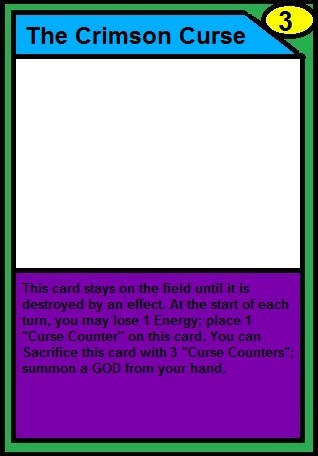 The Crimson Curse
3
This card stays on the field until it is
destroyed by an effect. At the start of each
turn, you may lose 1 Energy; place 1
"Curse Counter" on this card. You can
Sacrifice this card with 3 "Curse Counters";
summon a GOD from your hand.